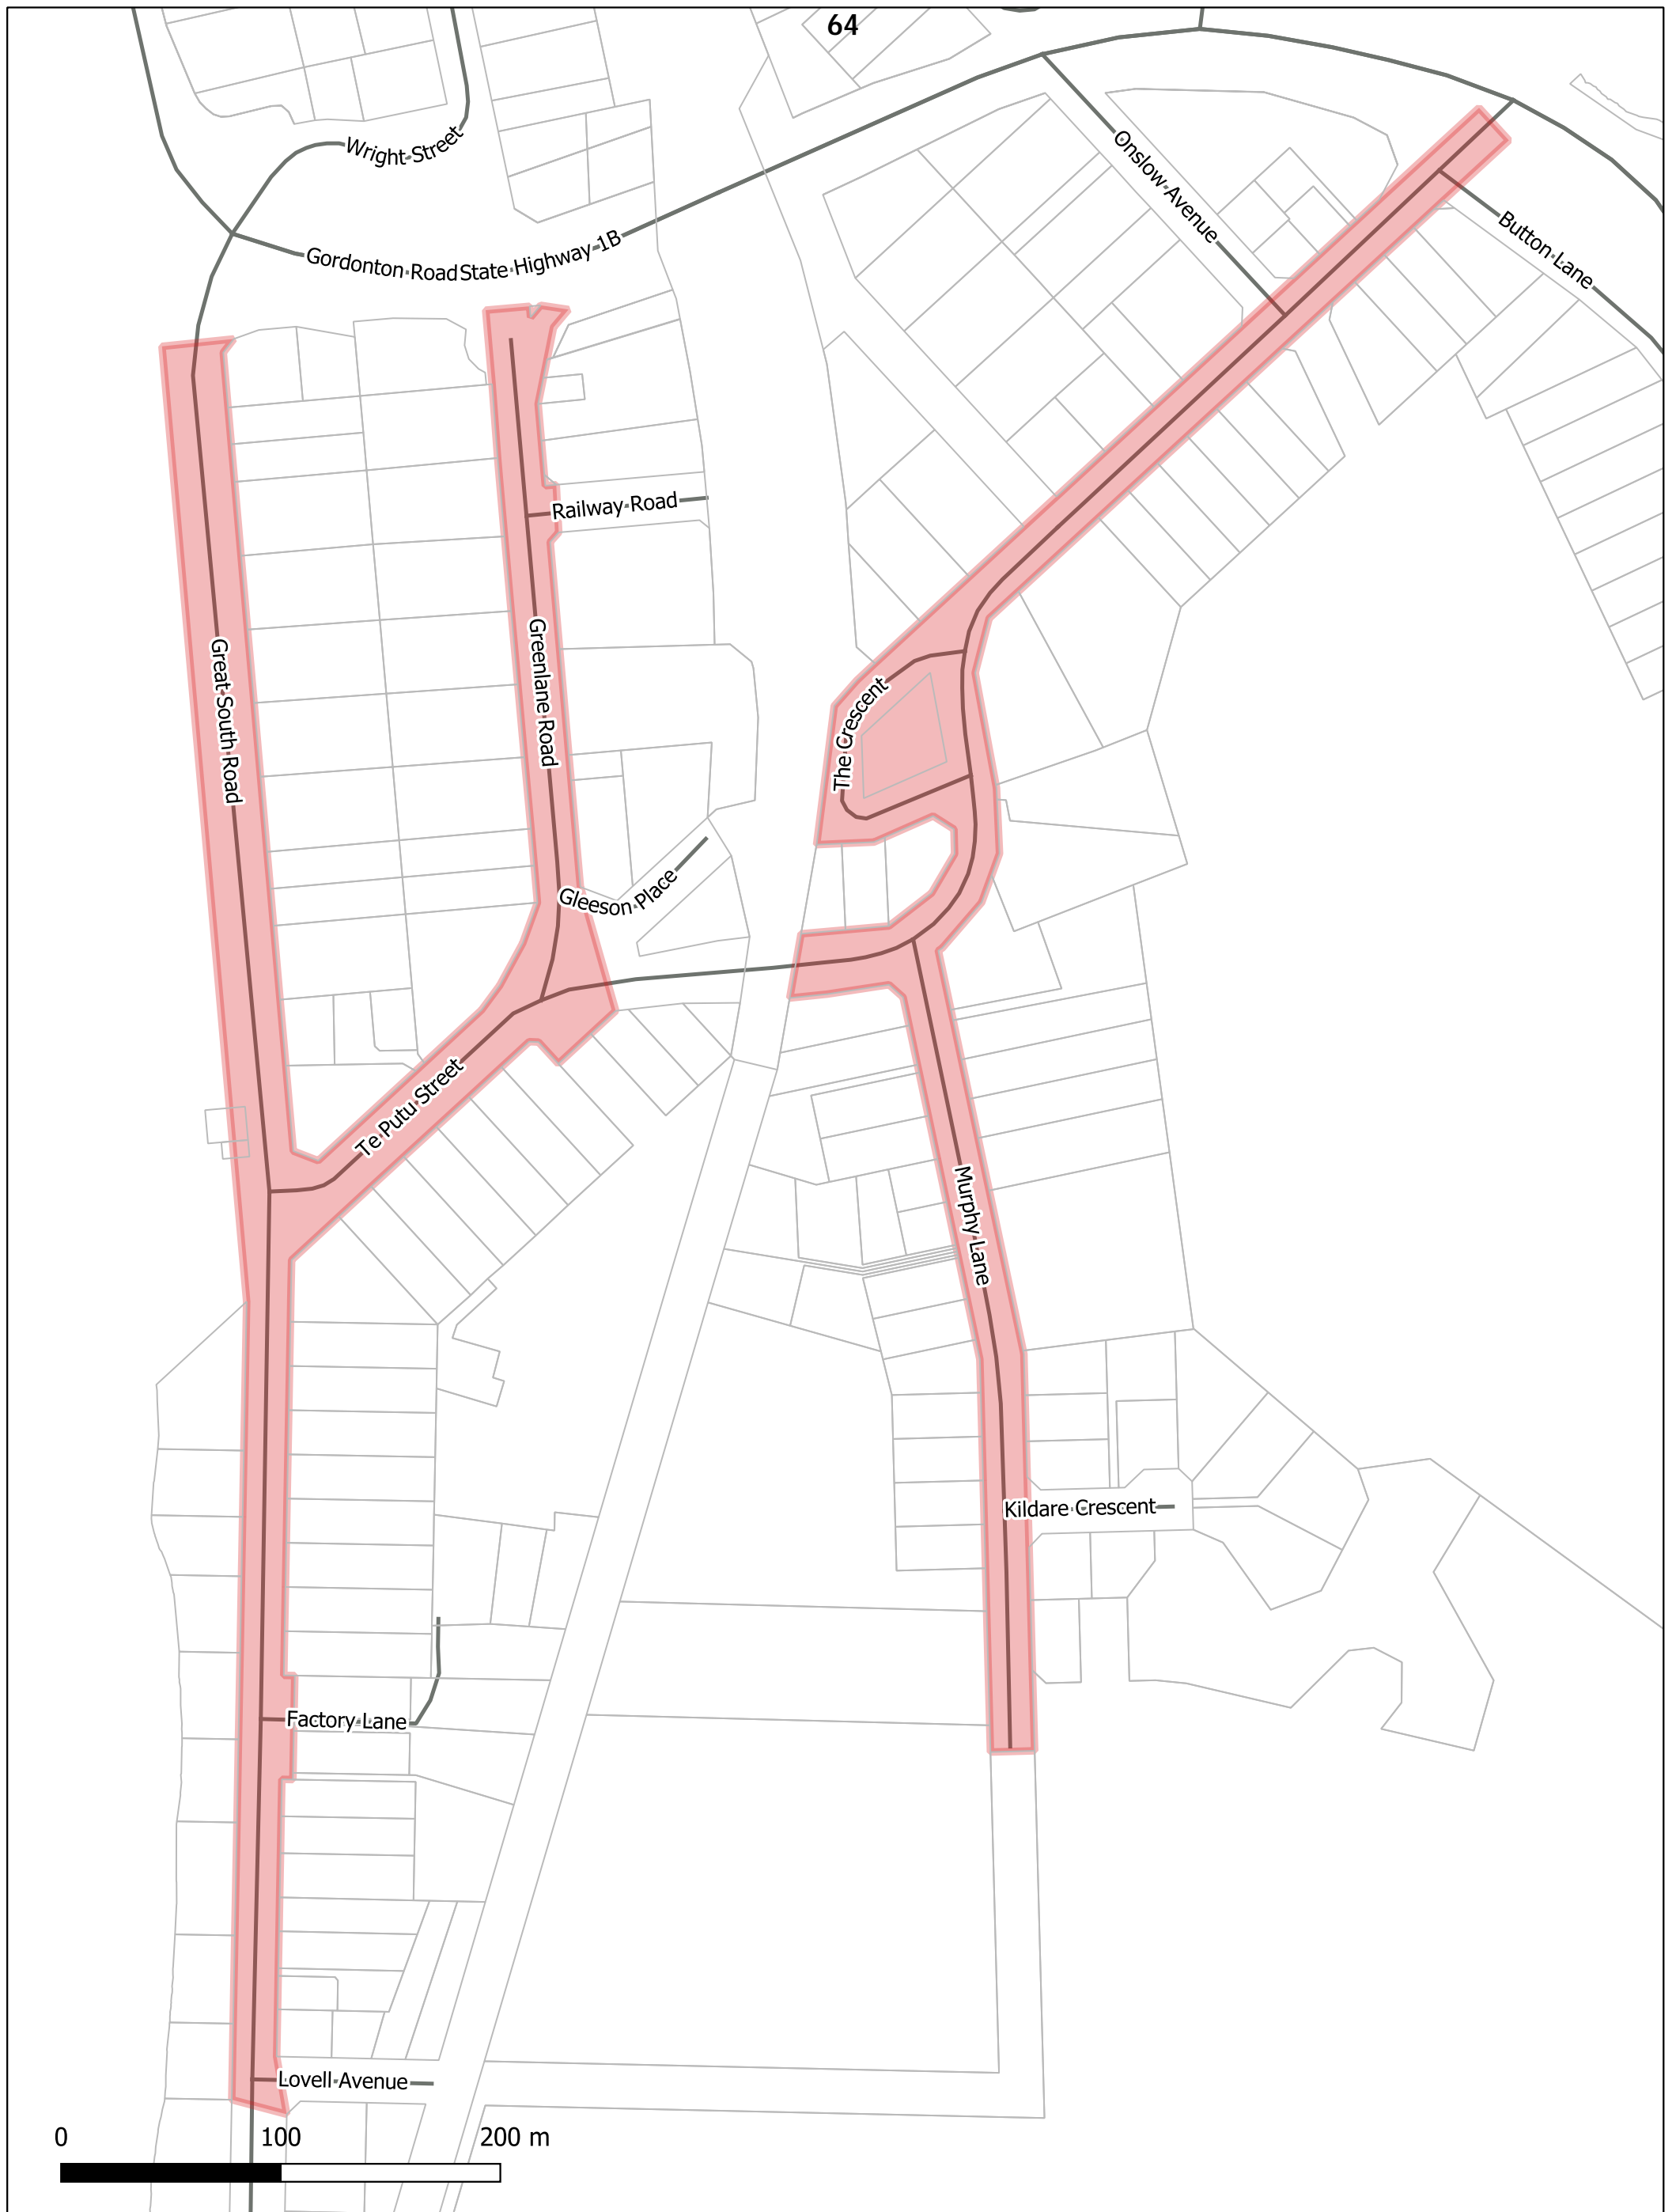 64
Wright Street
Onslow Avenue
Button Lane
Gordonton Road
State Highway 1B
Railway Road
Great South Road
Greenlane Road
The Crescent
Gleeson Place
Te Putu Street
Murphy Lane
Kildare Crescent
Factory Lane
Lovell Avenue
0 100 200 m